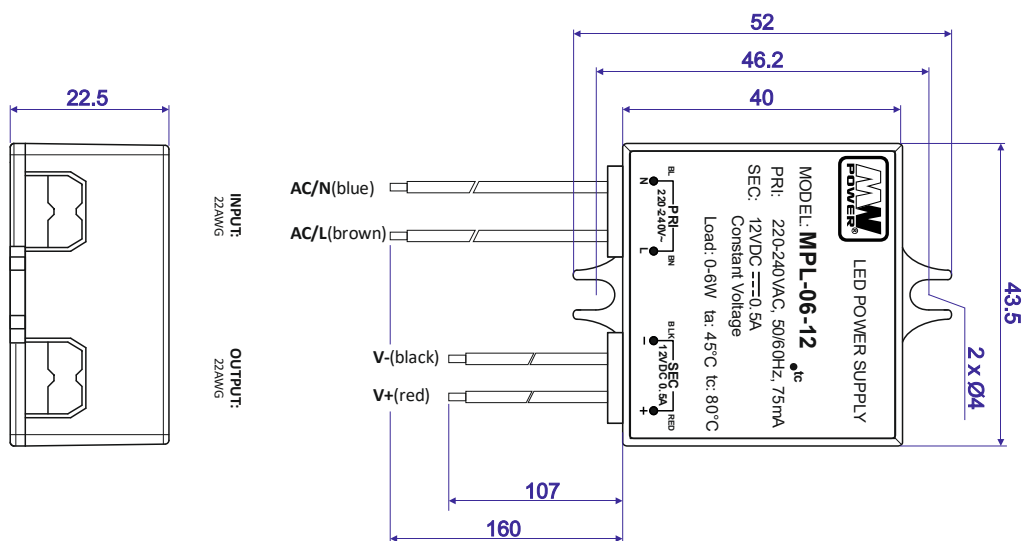 52
46.2
40
22.5
43.5
2 x Ø4
107
160
INPUT:
22AWG
OUTPUT:
22AWG
AC/N(blue)
AC/L(brown)
V-(black)
V+(red)
MW
POWER®
LED POWER SUPPLY
MODEL: MPL-06-12
tc
PRI: 220-240VAC, 50/60Hz, 75mA
SEC: 12VDC 0.5A
Constant Voltage
Load: 0-6W ta: 45°C tc: 80°C
BL
N
PRI
220-240V~
L
BN
BLK
-
SEC
12VDC 0.5A
+
RED